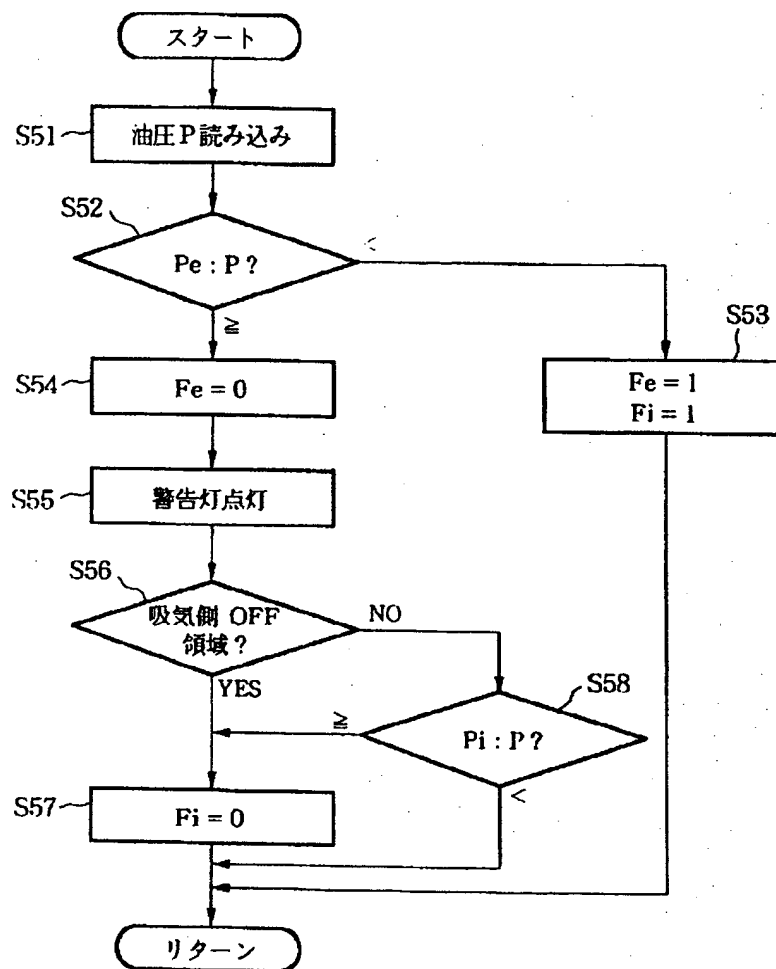 スタート
S51
油圧P読み込み
S52
Pe : P ?
<
≧
S53
Fe = 1
Fi = 1
S54
Fe = 0
S55
警告灯点灯
S56
吸気側 OFF
領域 ?
NO
YES
S58
Pi : P ?
≧
<
S57
Fi = 0
リターン